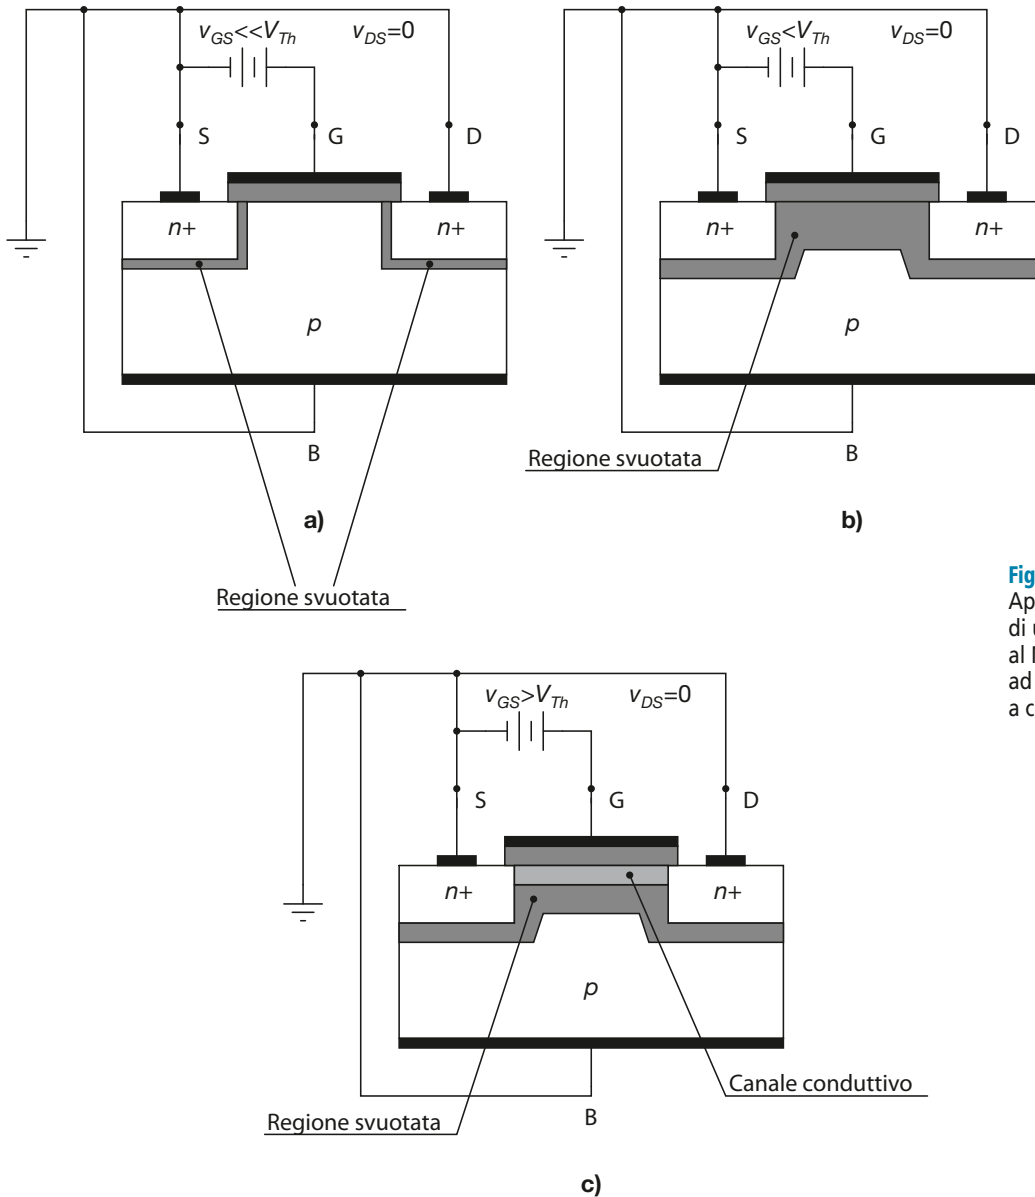 v_GS<<V_Th v_DS=0
S G D
n+ n+
p
B
a)
Regione svuotata
v_GS<V_Th v_DS=0
S G D
n+ n+
p
B
Regione svuotata
b)
Fig
Ap
di
al
ad
a c
v_GS>V_Th v_DS=0
S G D
n+ n+
p
B
Canale conduttivo
Regione svuotata
c)